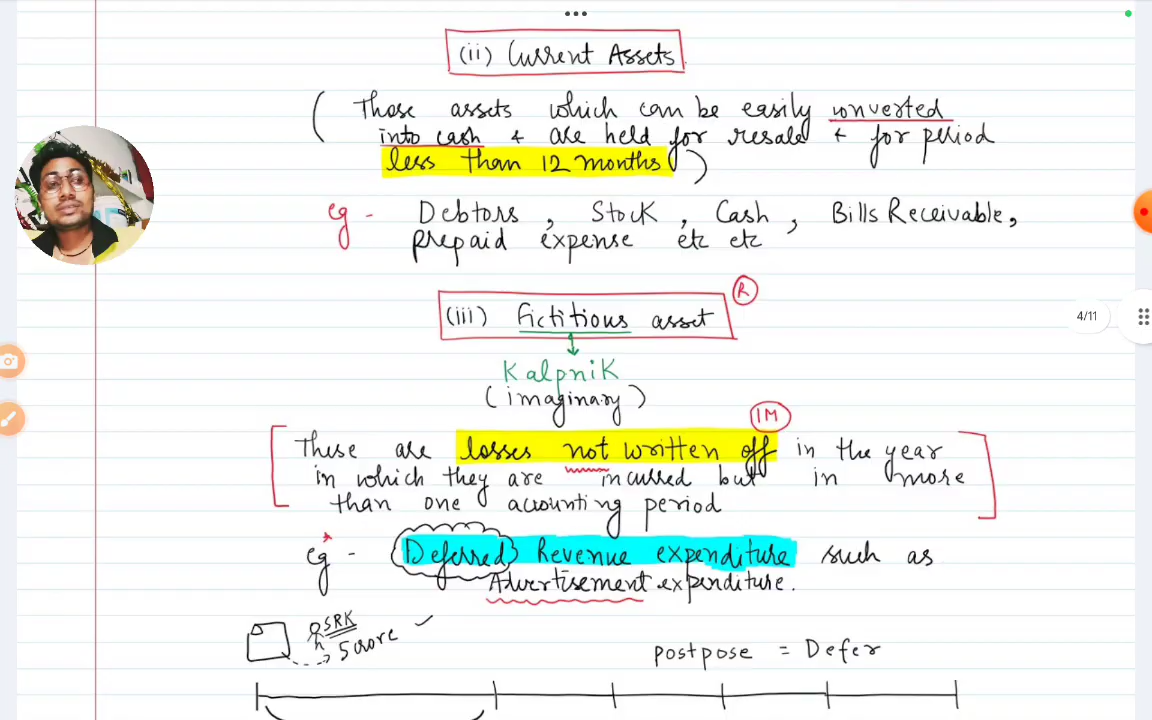 (ii) Current Assets
( Those assets which can be easily converted
into cash + are held for resale + for period
less than 12 months )
eg - Debtors, Stock, Cash, Bills Receivable,
prepaid expense etc etc
(iii) fictitious asset R
4/11
KalpniK
(imaginary)
1M
[ These are losses not written off in the year
in which they are incurred but in more
than one accounting period ]
eg* - Deferred Revenue expenditure such as
Advertisement expenditure.
SRK
5 crore
postpose = Defer